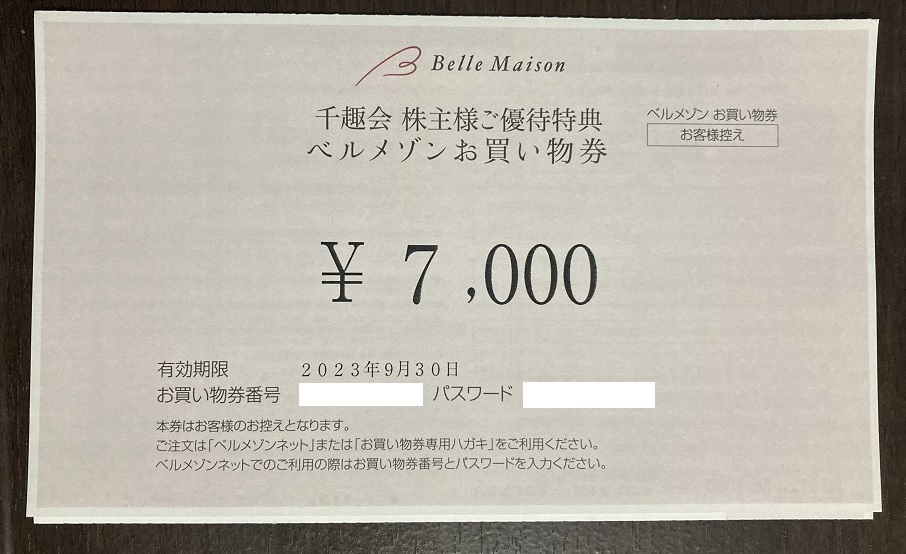 Belle Maison
千趣会 株主様ご優待特典
ベルメゾンお買い物券
ベルメゾン お買い物券
お客様控え
¥ 7,000
有効期限 2023年9月30日
お買い物券番号 パスワード
本券はお客様のお控えとなります。
ご注文は「ベルメゾンネット」または「お買い物券専用ハガキ」をご利用ください。
ベルメゾンネットでのご利用の際はお買い物券番号とパスワードを入力ください。